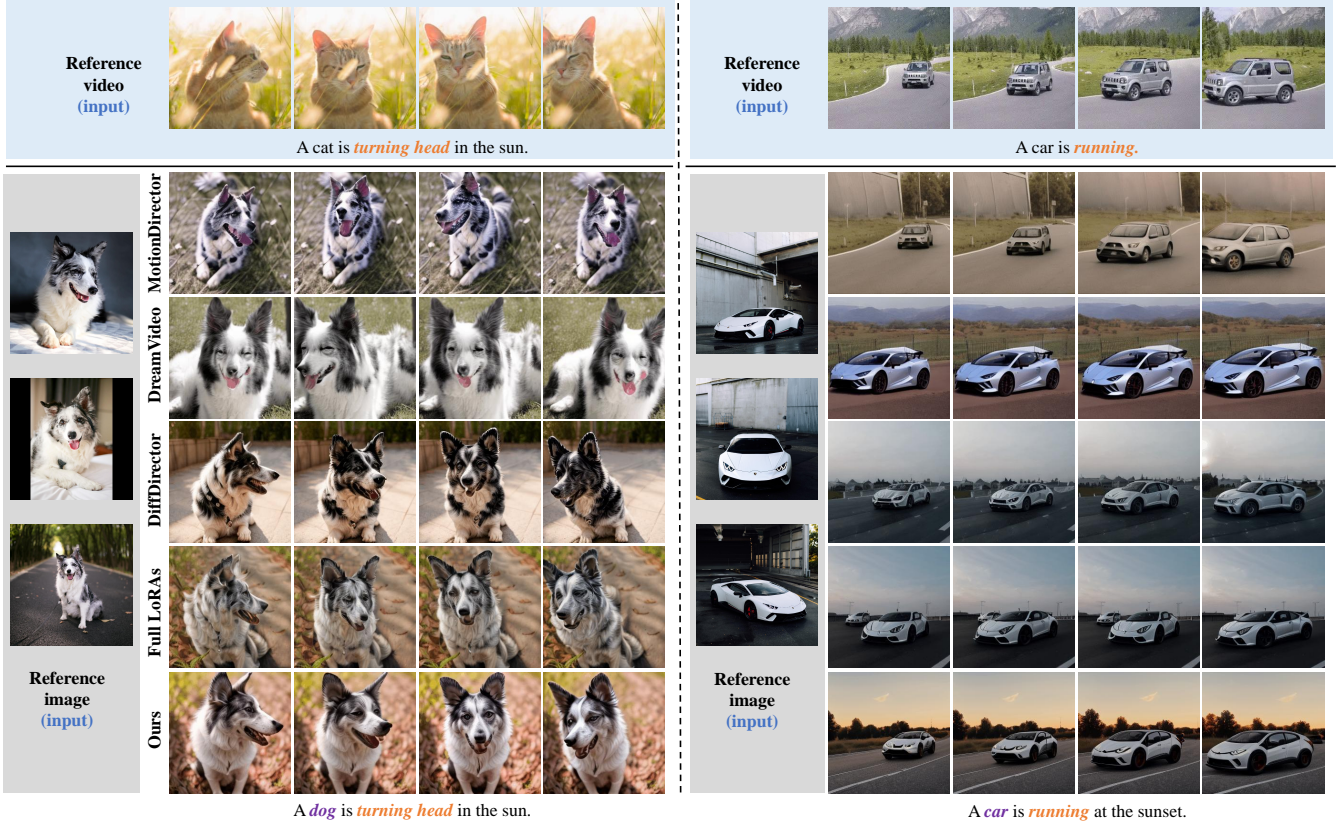 Reference
video
(input)
A cat is turning head in the sun.
Reference
video
(input)
A car is running.
MotionDirector
DreamVideo
DiffDirector
Full LoRAs
Ours
Reference
image
(input)
A dog is turning head in the sun.
Reference
image
(input)
A car is running at the sunset.